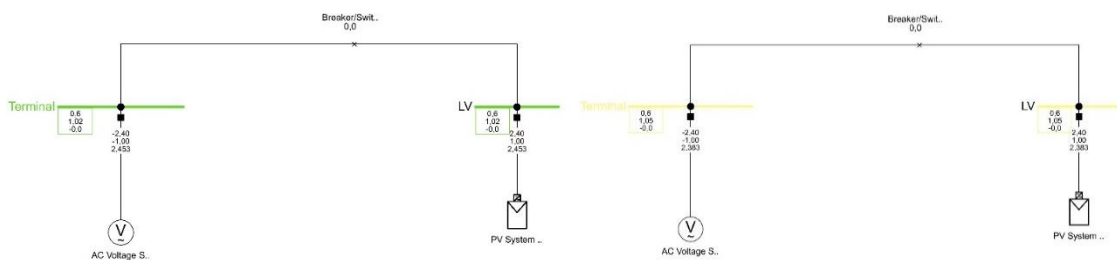 Breaker/Swit..
0,0
Terminal
0,6
1,02
-0,0
-2,40
-1,00
2,453
AC Voltage S..
LV
0,6
1,02
-0,0
2,40
1,00
2,453
PV System ..
Breaker/Swit..
0,0
Terminal
0,6
1,05
-0,0
-2,40
-1,00
2,383
AC Voltage S..
LV
0,6
1,05
-0,0
2,40
1,00
2,383
PV System ..
V
~
V
~